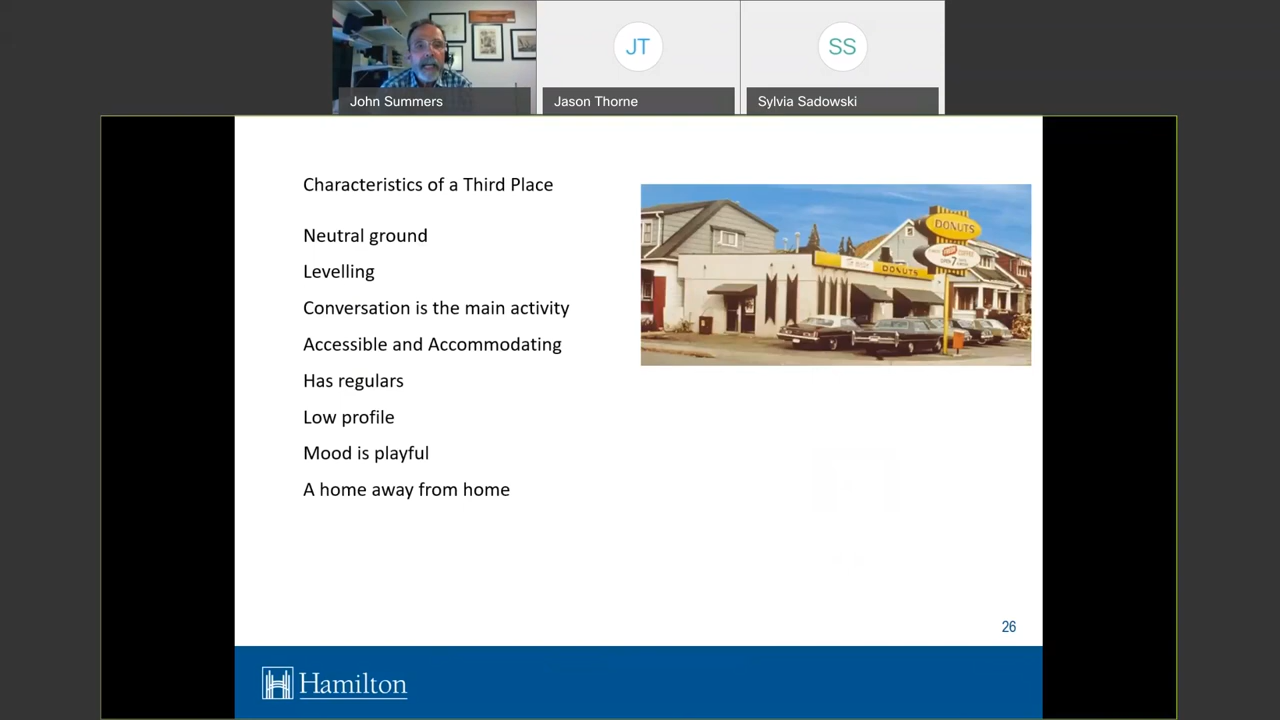 JT
SS
John Summers
Jason Thorne
Sylvia Sadowski
Characteristics of a Third Place
Neutral ground
Levelling
Conversation is the main activity
Accessible and Accommodating
Has regulars
Low profile
Mood is playful
A home away from home
DONUTS
DONUTS
7
26
Hamilton